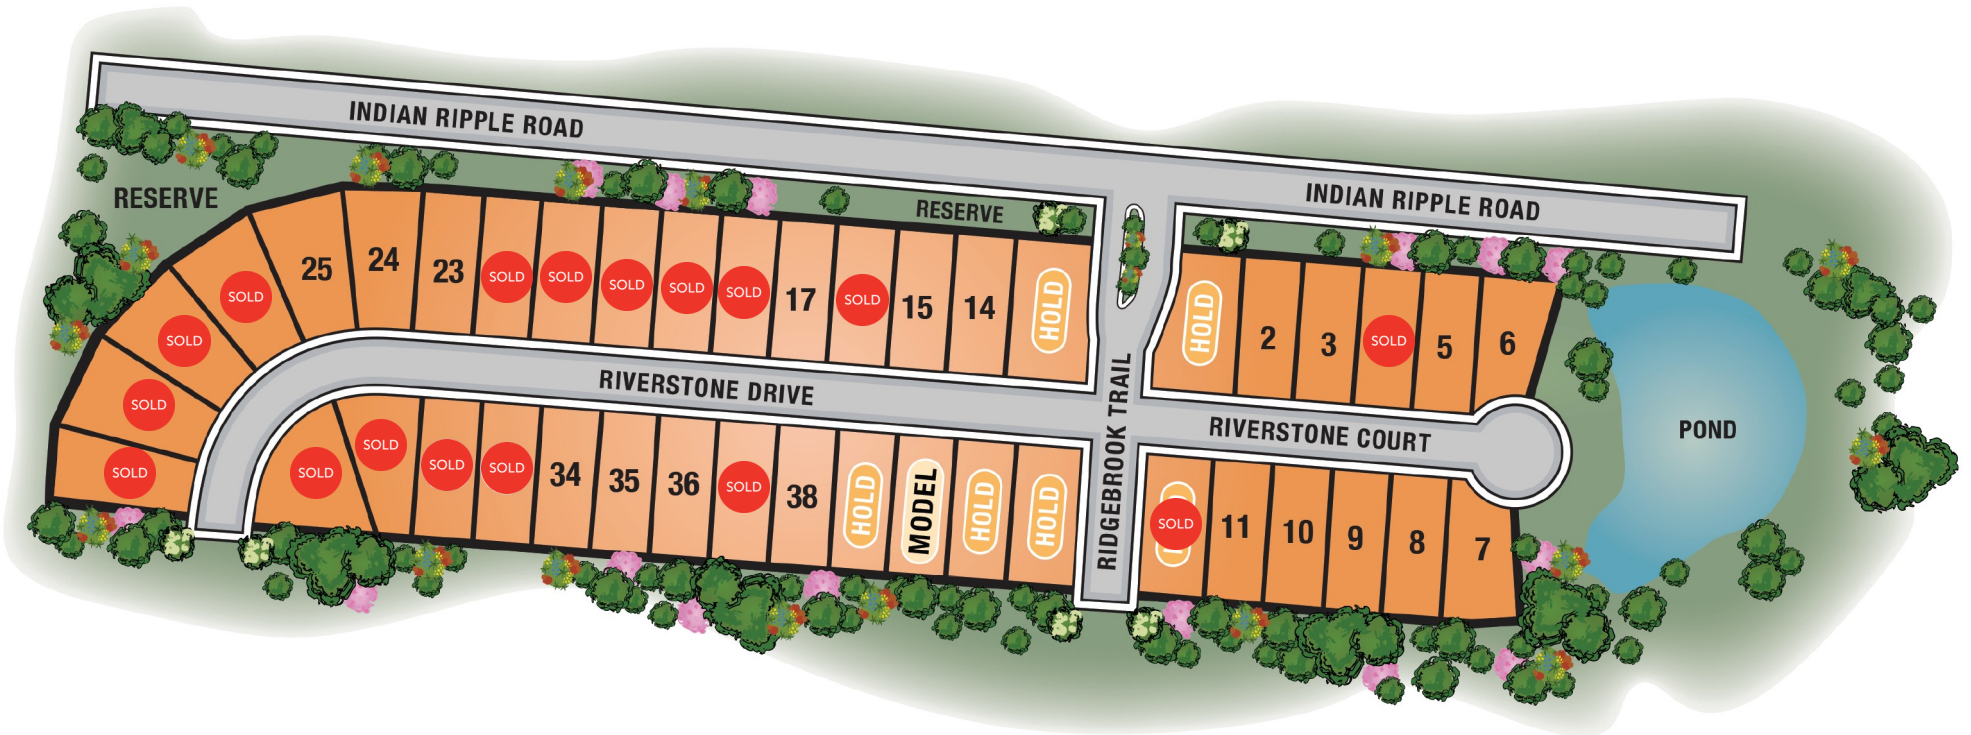 INDIAN RIPPLE ROAD
INDIAN RIPPLE ROAD
RESERVE
RESERVE
SOLD
SOLD
SOLD
SOLD
25
24
23
SOLD
SOLD
SOLD
SOLD
SOLD
17
SOLD
15
14
HOLD
HOLD
2
3
SOLD
5
6
RIVERSTONE DRIVE
RIDGEBROOK TRAIL
RIVERSTONE COURT
POND
SOLD
SOLD
SOLD
SOLD
34
35
36
SOLD
38
HOLD
MODEL
HOLD
HOLD
SOLD
11
10
9
8
7